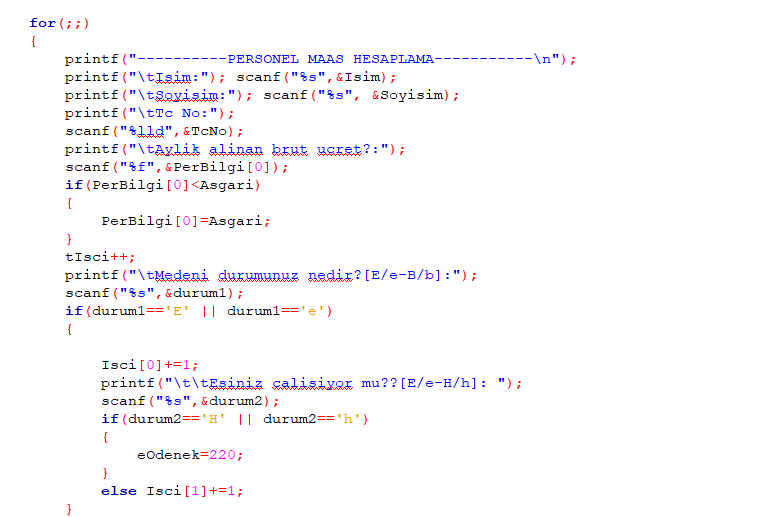 for(;;)
{
printf("----------PERSONEL MAAS HESAPLAMA-----------\n");
printf("\tIsim:"); scanf("%s",&Isim);
printf("\tSoyisim:"); scanf("%s", &Soyisim);
printf("\tTc No:");
scanf("%lld",&TcNo);
printf("\tAylik alinan brut ucret?:");
scanf("%f",&PerBilgi[0]);
if(PerBilgi[0]<Asgari)
{
PerBilgi[0]=Asgari;
}
tIsci++;
printf("\tMedeni durumunuz nedir?[E/e-B/b]:");
scanf("%s",&durum1);
if(durum1=='E' || durum1=='e')
{
Isci[0]+=1;
printf("\t\tEsiniz calisiyor mu??[E/e-H/h]: ");
scanf("%s",&durum2);
if(durum2=='H' || durum2=='h')
{
eOdenek=220;
}
else Isci[1]+=1;
}